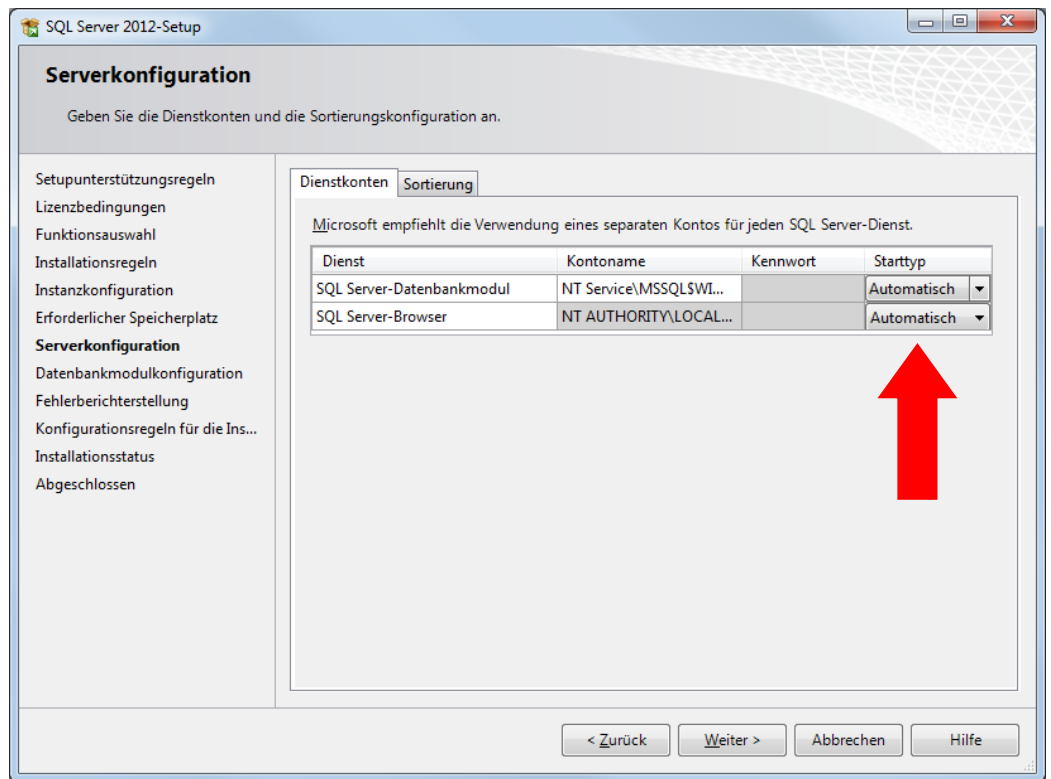 SQL Server 2012-Setup
Serverkonfiguration
Geben Sie die Dienstkonten und die Sortierungskonfiguration an.
Setupunterstützungsregeln
Lizenzbedingungen
Funktionsauswahl
Installationsregeln
Instanzkonfiguration
Erforderlicher Speicherplatz
Serverkonfiguration
Datenbankmodulkonfiguration
Fehlerberichterstellung
Konfigurationsregeln für die Ins...
Installationsstatus
Abgeschlossen
Dienstkonten Sortierung
Microsoft empfiehlt die Verwendung eines separaten Kontos für jeden SQL Server-Dienst.
Dienst Kontoname Kennwort Starttyp
SQL Server-Datenbankmodul NT Service\MSSQL$WI... Automatisch
SQL Server-Browser NT AUTHORITY\LOCAL... Automatisch
< Zurück Weiter > Abbrechen Hilfe